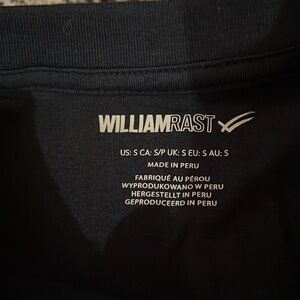 WILLIAMRAST
US: S CA: S/P UK: S EU: S AU: S
MADE IN PERU
FABRIQUÉ AU PÉROU
WYPRODUKOWANO W PERU
HERGESTELLT IN PERU
GEPRODUCEERD IN PERU